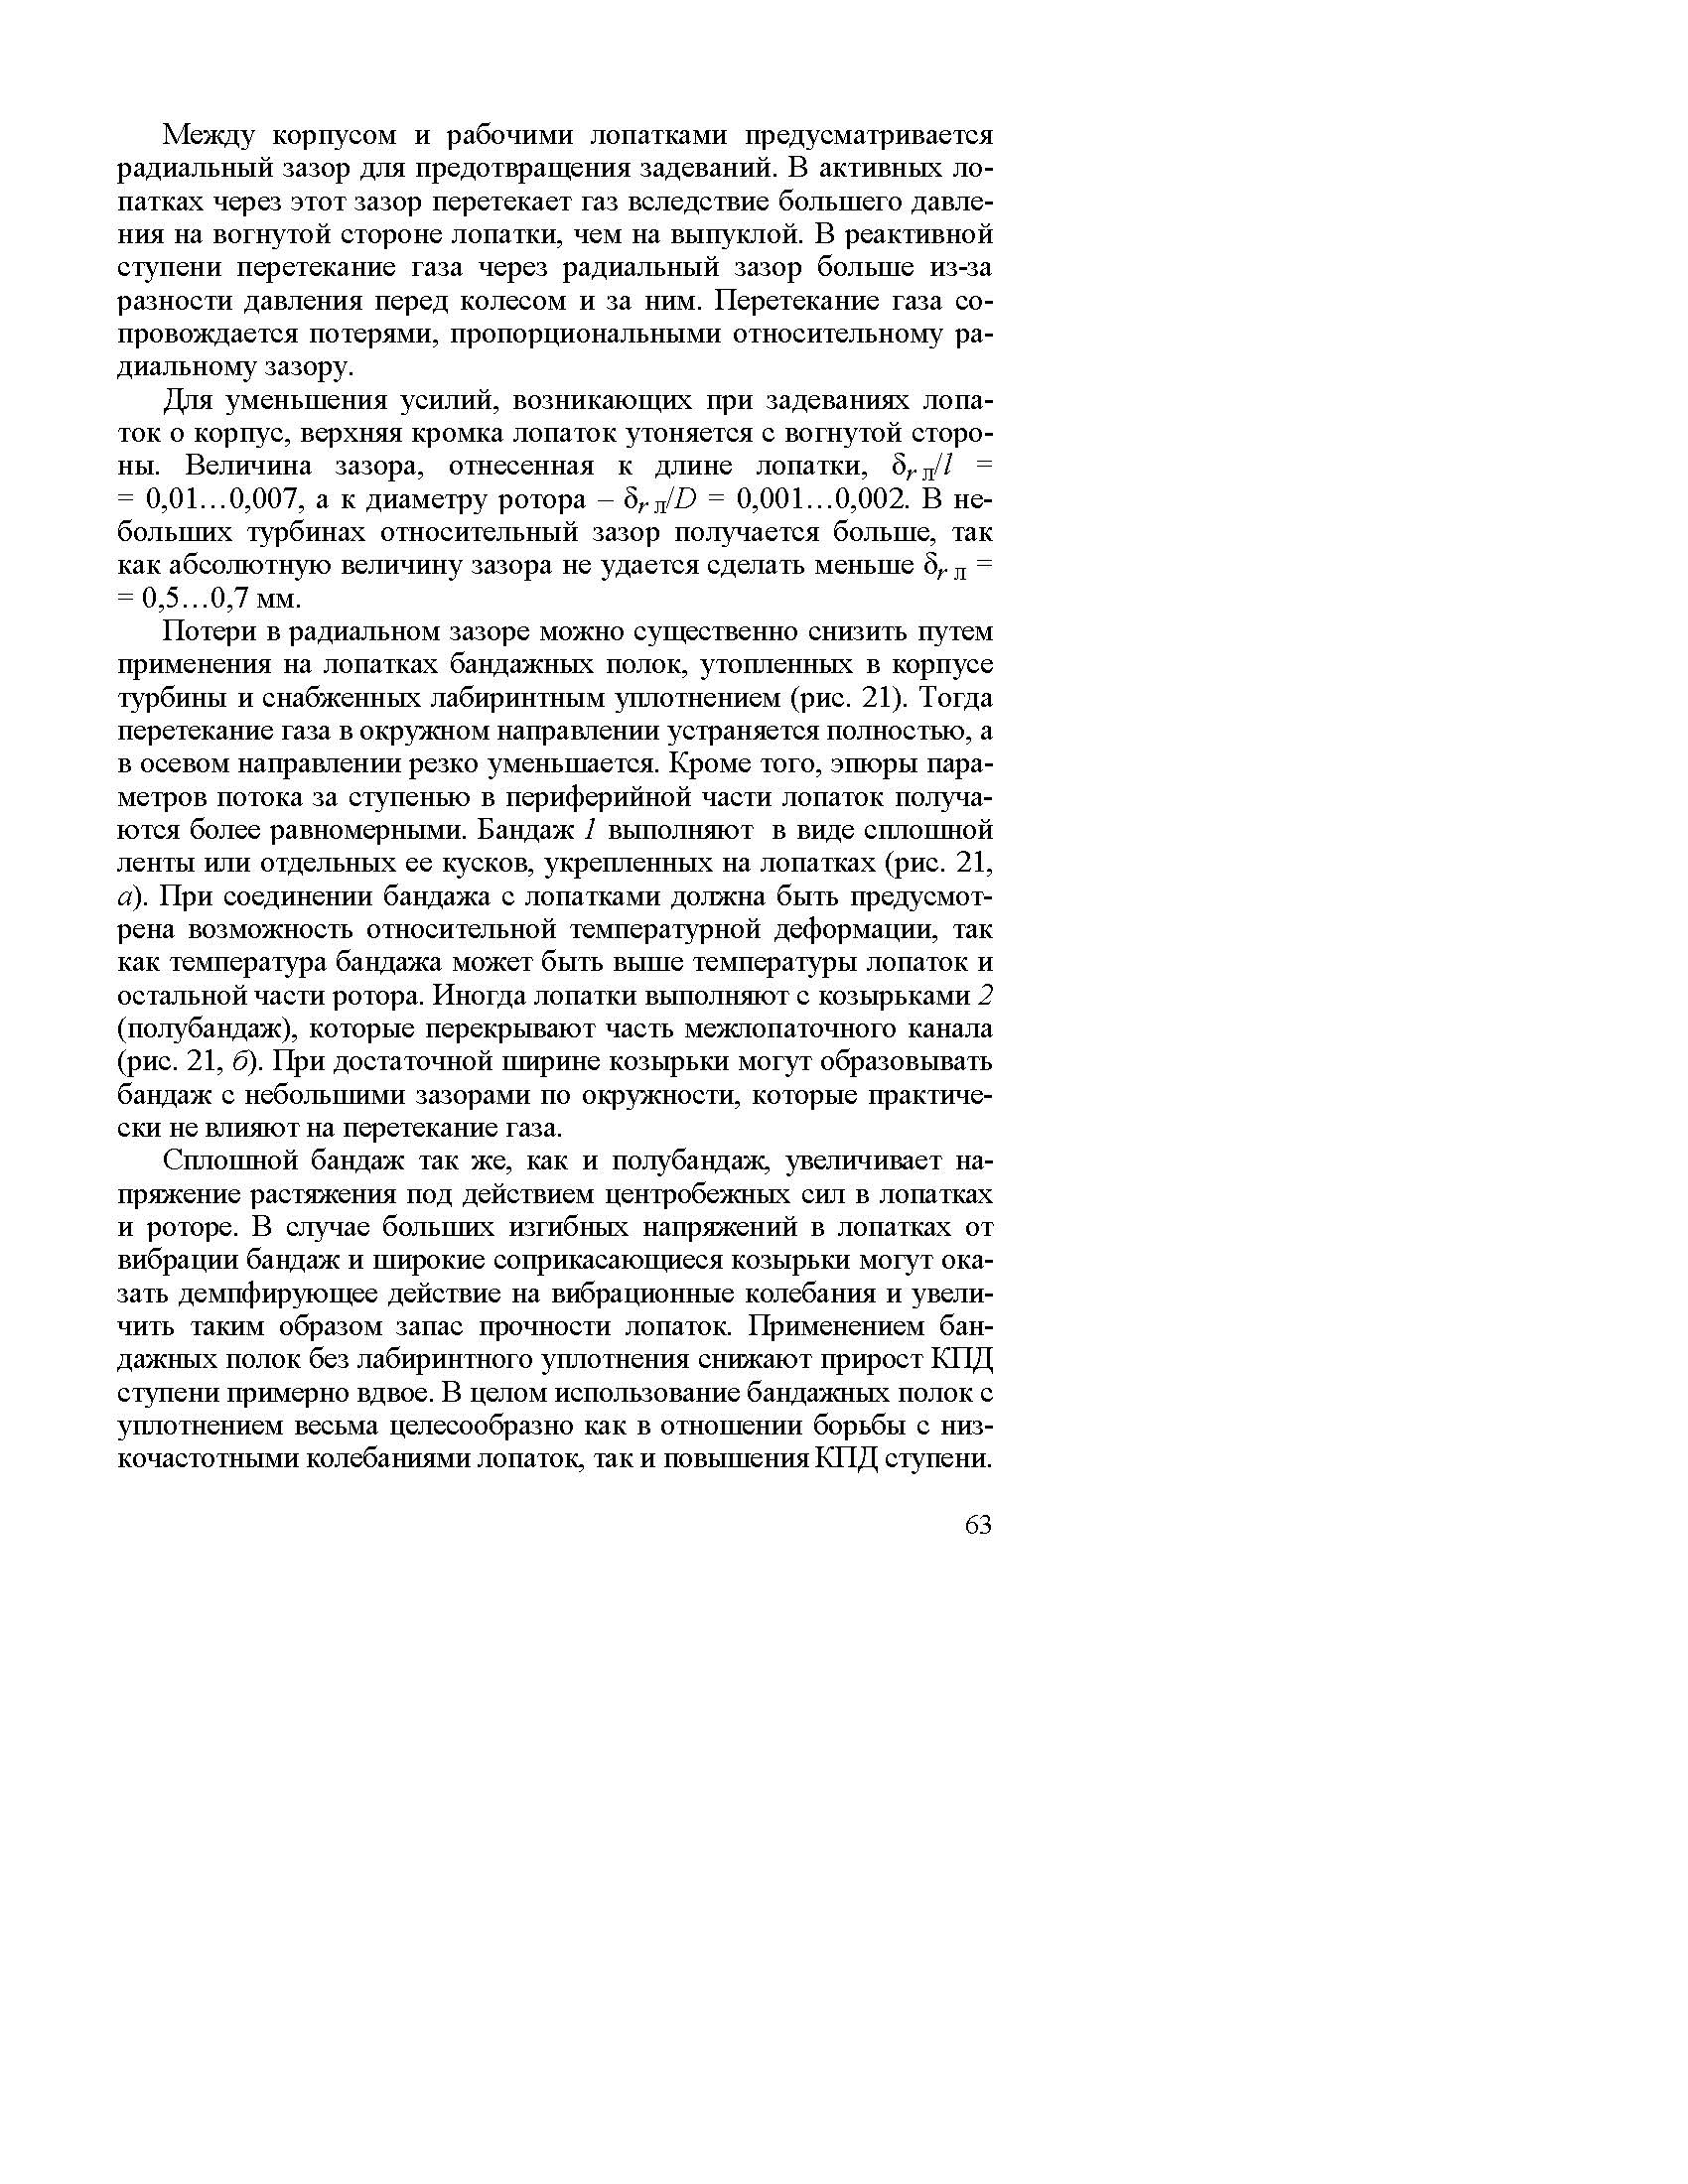 Между корпусом и рабочими лопатками предусматривается
радиальный зазор для предотвращения задеваний. В активных ло-
патках через этот зазор перетекает газ вследствие большего давле-
ния на вогнутой стороне лопатки, чем на выпуклой. В реактивной
ступени перетекание газа через радиальный зазор больше из-за
разности давления перед колесом и за ним. Перетекание газа со-
провождается потерями, пропорциональными относительному ра-
диальному зазору.
Для уменьшения усилий, возникающих при задеваниях лопа-
ток о корпус, верхняя кромка лопаток утоняется с вогнутой сторо-
ны. Величина зазора, отнесенная к длине лопатки, δr л/l =
= 0,01…0,007, а к диаметру ротора – δr л/D = 0,001…0,002. В не-
больших турбинах относительный зазор получается больше, так
как абсолютную величину зазора не удается сделать меньше δr л =
= 0,5…0,7 мм.
Потери в радиальном зазоре можно существенно снизить путем
применения на лопатках бандажных полок, утопленных в корпусе
турбины и снабженных лабиринтным уплотнением (рис. 21). Тогда
перетекание газа в окружном направлении устраняется полностью, а
в осевом направлении резко уменьшается. Кроме того, эпюры пара-
метров потока за ступенью в периферийной части лопаток получа-
ются более равномерными. Бандаж 1 выполняют в виде сплошной
ленты или отдельных ее кусков, укрепленных на лопатках (рис. 21,
а). При соединении бандажа с лопатками должна быть предусмот-
рена возможность относительной температурной деформации, так
как температура бандажа может быть выше температуры лопаток и
остальной части ротора. Иногда лопатки выполняют с козырьками 2
(полубандаж), которые перекрывают часть межлопаточного канала
(рис. 21, б). При достаточной ширине козырьки могут образовывать
бандаж с небольшими зазорами по окружности, которые практиче-
ски не влияют на перетекание газа.
Сплошной бандаж так же, как и полубандаж, увеличивает на-
пряжение растяжения под действием центробежных сил в лопатках
и роторе. В случае больших изгибных напряжений в лопатках от
вибрации бандаж и широкие соприкасающиеся козырьки могут ока-
зать демпфирующее действие на вибрационные колебания и увели-
чить таким образом запас прочности лопаток. Применением бан-
дажных полок без лабиринтного уплотнения снижают прирост КПД
ступени примерно вдвое. В целом использование бандажных полок с
уплотнением весьма целесообразно как в отношении борьбы с низ-
кочастотными колебаниями лопаток, так и повышения КПД ступени.
63